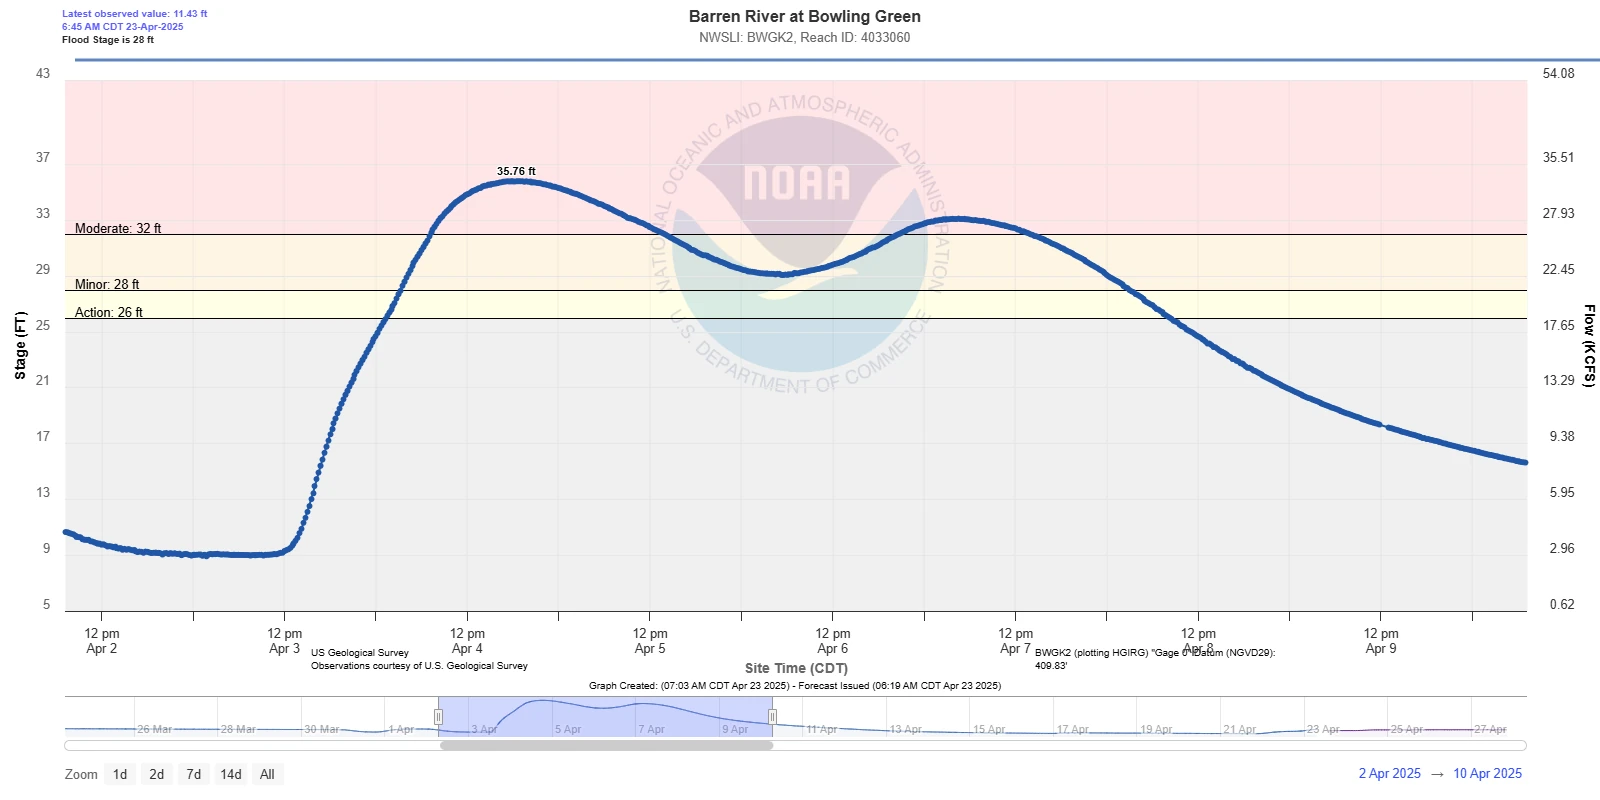 Latest observed value: 11.43 ft
6:45 AM CDT 23-Apr-2025
Flood Stage is 28 ft
Barren River at Bowling Green
NWSLI: BWGK2, Reach ID: 4033060
43
37
33
29
25
21
17
13
9
5
Stage (FT)
54.08
35.51
27.93
22.45
17.65
13.29
9.38
5.95
2.96
0.62
Flow (KCFS)
35.76 ft
Moderate: 32 ft
Minor: 28 ft
Action: 26 ft
NATIONAL OCEANIC AND ATMOSPHERIC ADMINISTRATION
NOAA
U.S. DEPARTMENT OF COMMERCE
12 pm 12 pm 12 pm 12 pm 12 pm 12 pm 12 pm 12 pm
Apr 2 Apr 3 Apr 4 Apr 5 Apr 6 Apr 7 Apr 8 Apr 9
US Geological Survey
Observations courtesy of U.S. Geological Survey
Site Time (CDT)
BWGK2 (plotting HGIRG) "Gage 0" Datum (NGVD29):
409.83'
Graph Created: (07:03 AM CDT Apr 23 2025) - Forecast Issued (06:19 AM CDT Apr 23 2025)
26 Mar 28 Mar 30 Mar 1 Apr 3 Apr 5 Apr 7 Apr 9 Apr 11 Apr 13 Apr 15 Apr 17 Apr 19 Apr 21 Apr 23 Apr 25 Apr 27 Apr
Zoom 1d 2d 7d 14d All
2 Apr 2025 → 10 Apr 2025